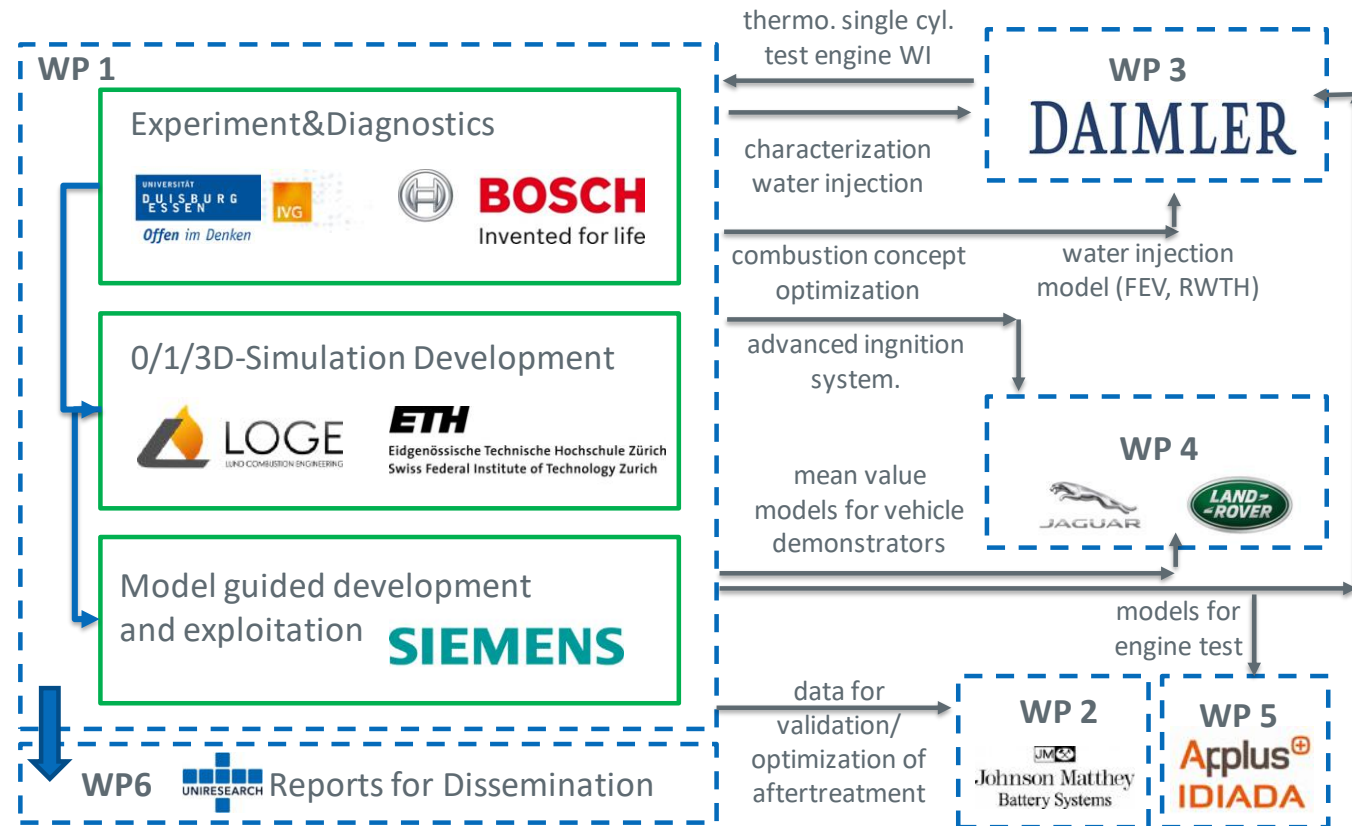 WP 1
Experiment&Diagnostics
UNIVERSITÄT
DUISBURG
ESSEN
Offen im Denken
IVG
BOSCH
Invented for life
0/1/3D-Simulation Development
LOGE
LUND COMBUSTION ENGINEERING
ETH
Eidgenössische Technische Hochschule Zürich
Swiss Federal Institute of Technology Zurich
Model guided development
and exploitation
SIEMENS
WP6
UNIRESEARCH
Reports for Dissemination
thermo. single cyl.
test engine WI
characterization
water injection
combustion concept
optimization
advanced ingnition
system.
mean value
models for vehicle
demonstrators
data for
validation/
optimization of
aftertreatment
WP 3
DAIMLER
water injection
model (FEV, RWTH)
WP 4
JAGUAR
LAND-
-ROVER
models for
engine test
WP 2
JM
Johnson Matthey
Battery Systems
WP 5
Applus+
IDIADA